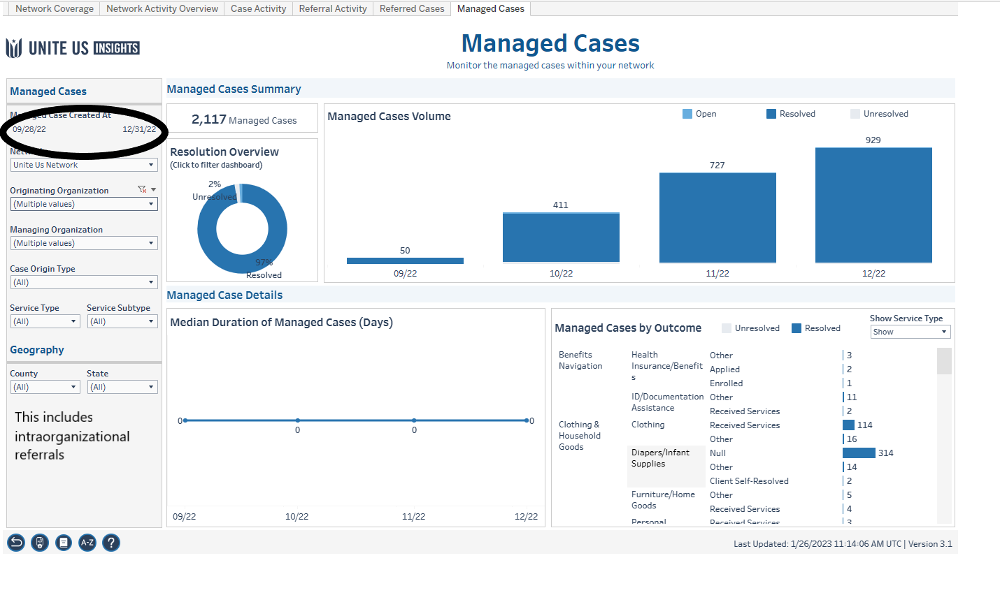 Network Coverage
Network Activity Overview
Case Activity
Referral Activity
Referred Cases
Managed Cases
UNITE US INSIGHTS
Managed Cases
Monitor the managed cases within your network
Managed Cases
Managed Case Created At
09/28/22 12/31/22
Unite Us Network
Originating Organization
(Multiple values)
Managing Organization
(Multiple values)
Case Origin Type
(All)
Service Type Service Subtype
(All) (All)
Geography
County State
(All) (All)
This includes
intraorganizational
referrals
Managed Cases Summary
2,117 Managed Cases
Resolution Overview
(Click to filter dashboard)
2%
Unresolved
97%
Resolved
Managed Cases Volume
Open Resolved Unresolved
50
411
727
929
09/22 10/22 11/22 12/22
Managed Case Details
Median Duration of Managed Cases (Days)
0 0 0 0
09/22 10/22 11/22 12/22
Managed Cases by Outcome
Unresolved Resolved
Show Service Type
Show
Benefits
Navigation
Health
Insurance/Benefit
s
Other 3
Applied 2
Enrolled 1
ID/Documentation
Assistance
Other 11
Received Services 2
Clothing &
Household
Goods
Clothing
Received Services 114
Other 16
Diapers/Infant
Supplies
Null 314
Other 14
Client Self-Resolved 2
Furniture/Home
Goods
Other 5
Received Services 4
Personal
Received Services 3
A-Z ?
Last Updated: 1/26/2023 11:14:06 AM UTC | Version 3.1